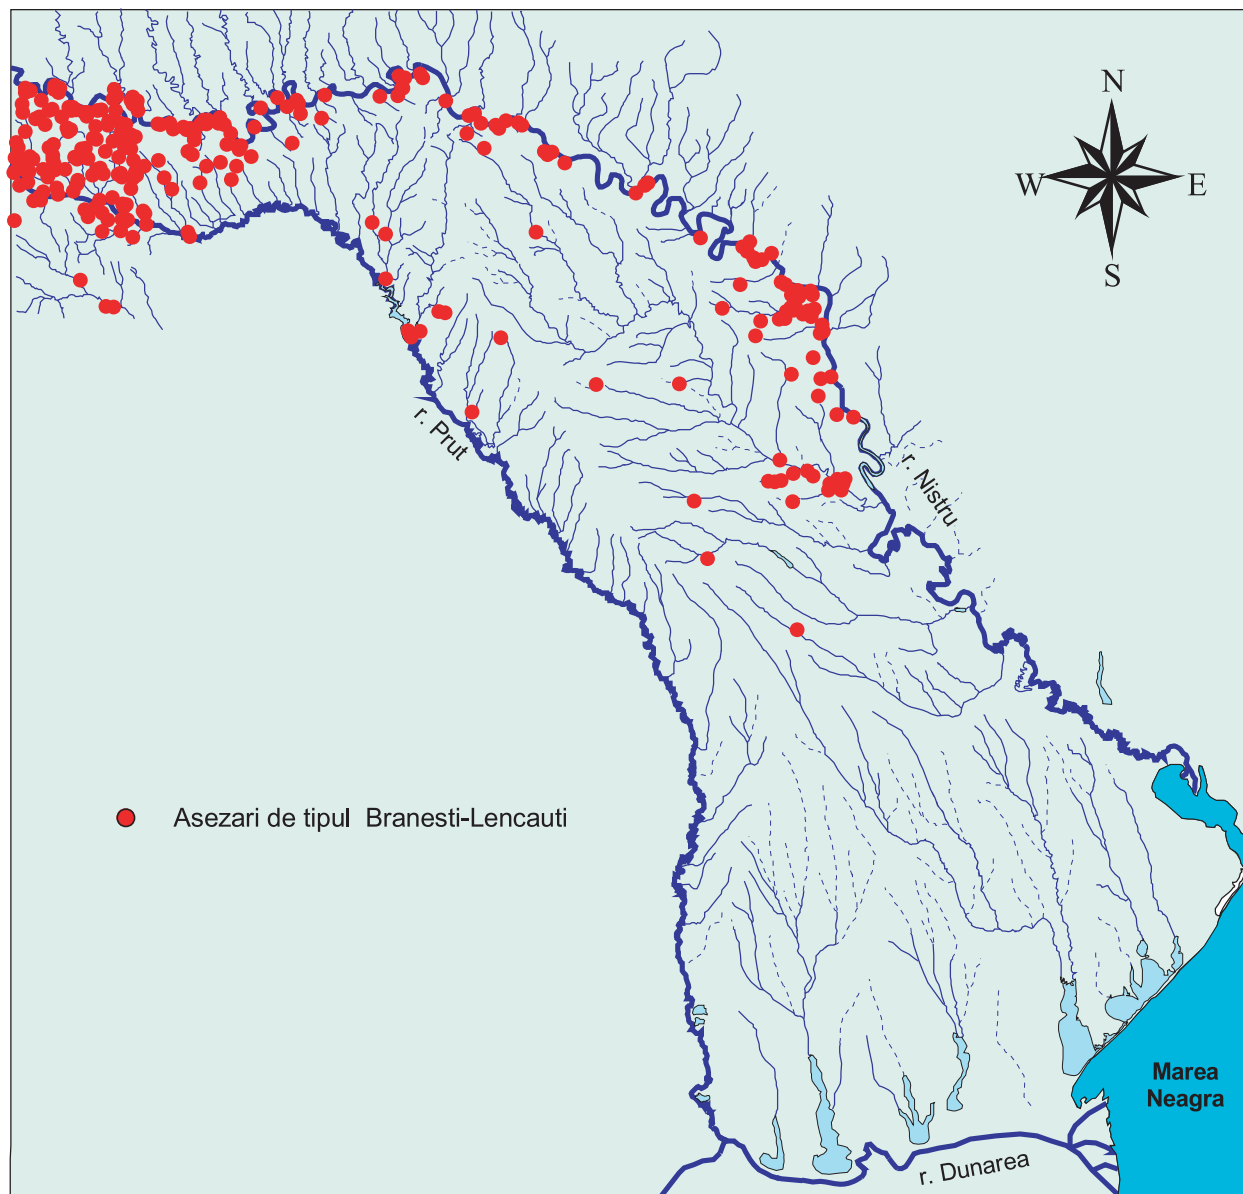 N
W E
S
r. Prut
r. Nistru
Asezari de tipul Branesti-Lencauti
Marea
Neagra
r. Dunarea